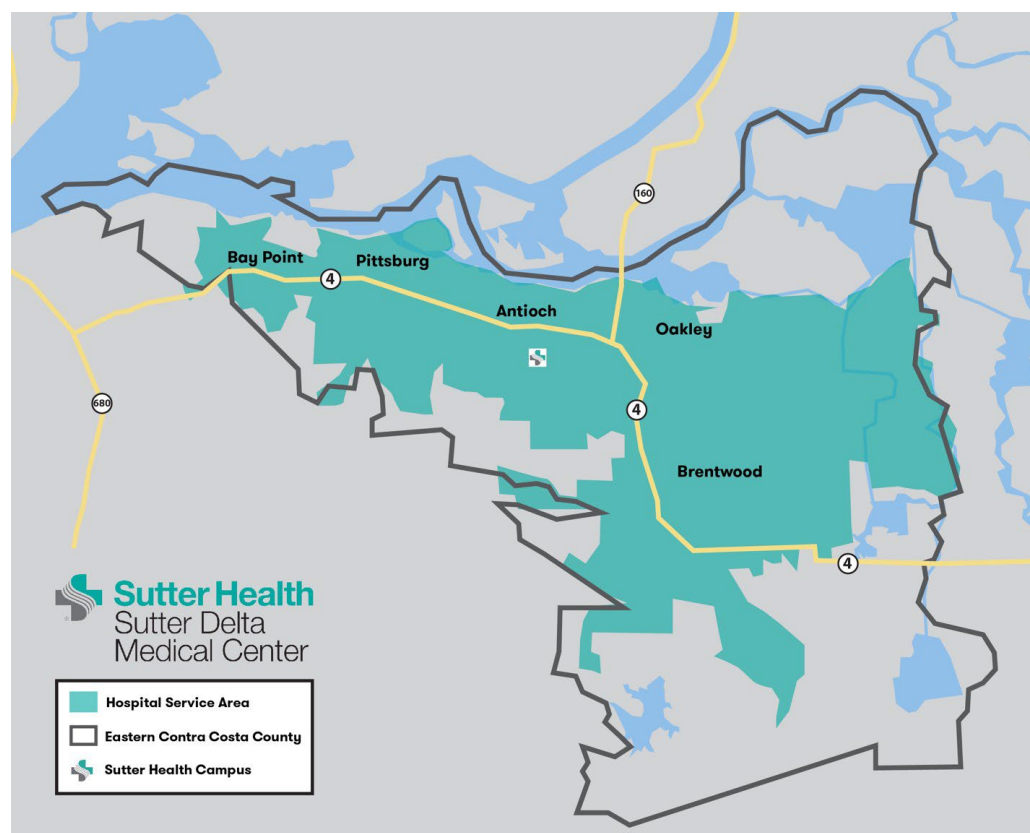 160
Bay Point
Pittsburg
4
Antioch
Oakley
680
4
Brentwood
4
Sutter Health
Sutter Delta
Medical Center
®
Hospital Service Area
Eastern Contra Costa County
Sutter Health Campus